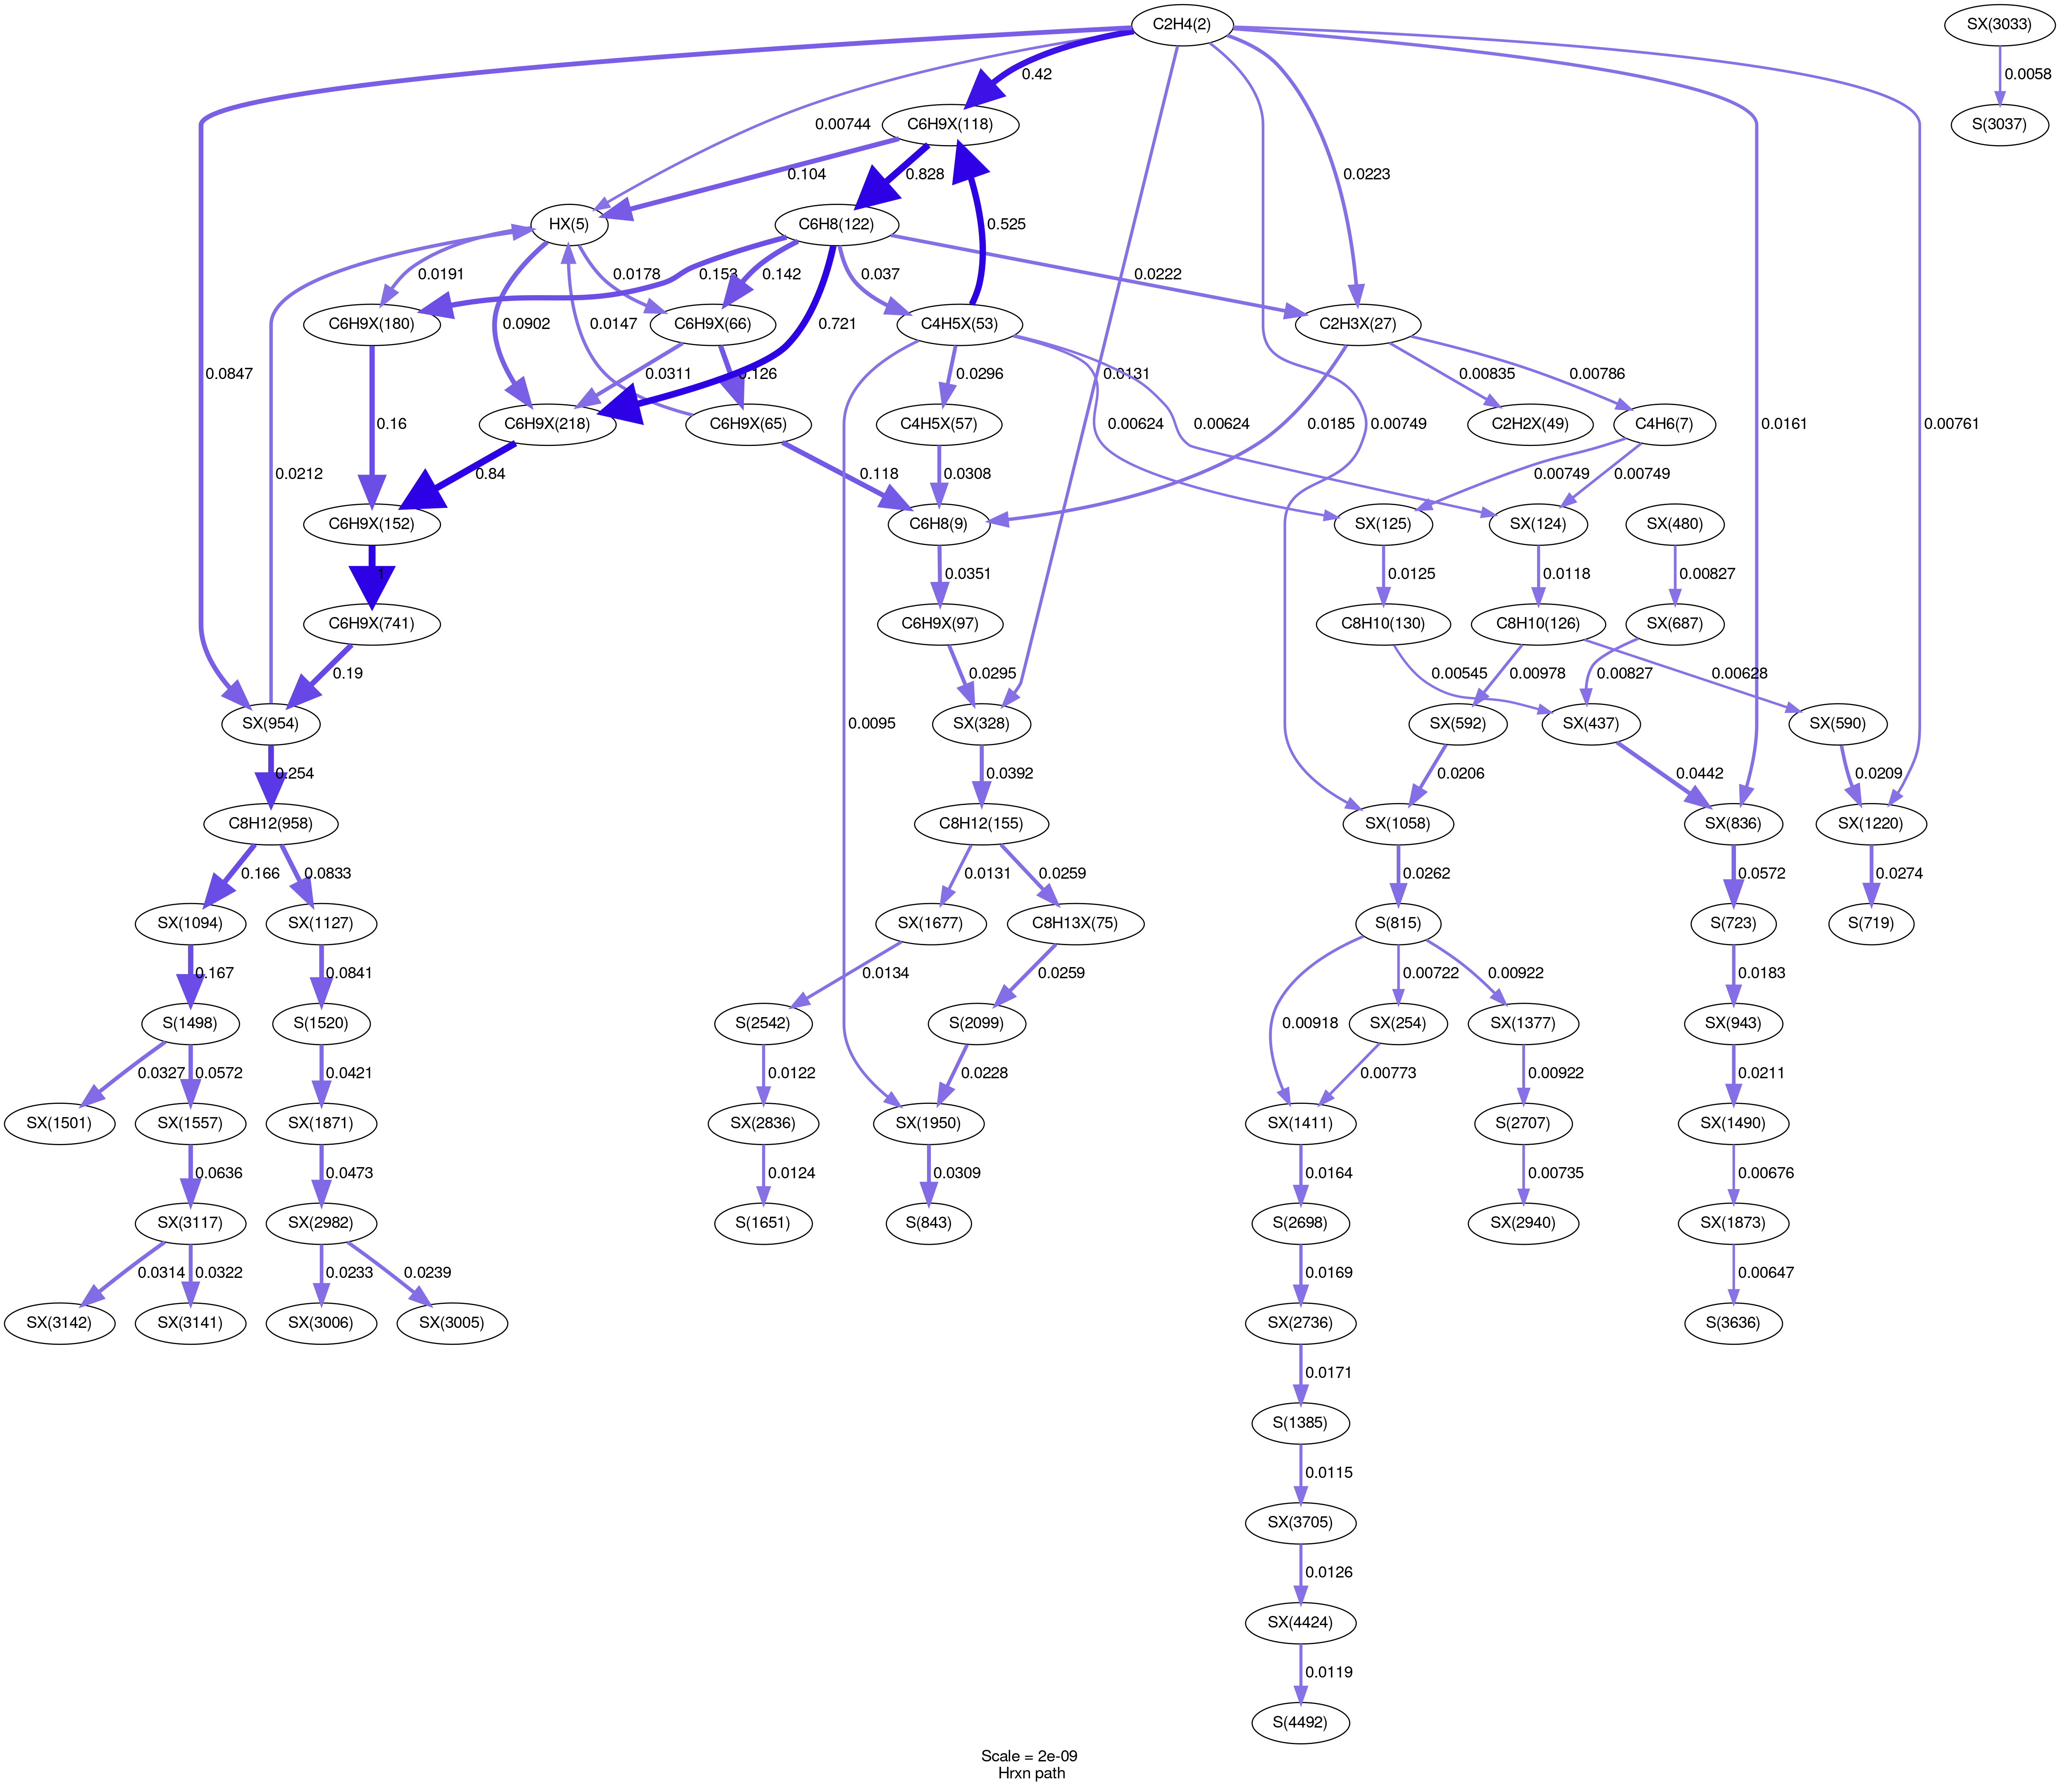 C2H4(2)
SX(3033)
0.42
0.0058
C6H9X(118)
S(3037)
0.00744
0.104
0.828
0.0223
HX(5)
C6H8(122)
0.525
0.0191
0.0178
0.153
0.142
0.037
0.0222
C6H9X(180)
C6H9X(66)
C4H5X(53)
C2H3X(27)
0.0847
0.0902
0.0147
0.721
0.0311
0.126
0.0296
0.0131
0.00835
0.00786
C6H9X(218)
C6H9X(65)
C4H5X(57)
C2H2X(49)
C4H6(7)
0.0212
0.16
0.84
0.118
0.0308
0.00624
0.00624
0.0185
0.00749
0.00749
0.00749
0.0161
0.00761
C6H9X(152)
C6H8(9)
SX(125)
SX(124)
SX(480)
1
0.0351
0.0125
0.0118
0.00827
C6H9X(741)
C6H9X(97)
C8H10(130)
C8H10(126)
SX(687)
0.19
0.0295
0.00545
0.00978
0.00827
0.00628
SX(954)
SX(328)
SX(592)
SX(437)
SX(590)
0.254
0.0095
0.0392
0.0206
0.0442
0.0209
C8H12(958)
C8H12(155)
SX(1058)
SX(836)
SX(1220)
0.166
0.0833
0.0131
0.0259
0.0262
0.0572
0.0274
SX(1094)
SX(1127)
SX(1677)
C8H13X(75)
S(815)
S(723)
S(719)
0.167
0.0841
0.0134
0.0259
0.00918
0.00722
0.00922
0.0183
S(1498)
S(1520)
S(2542)
S(2099)
SX(254)
SX(1377)
SX(943)
0.0327
0.0572
0.0421
0.0122
0.0228
0.00773
0.00922
0.0211
SX(1501)
SX(1557)
SX(1871)
SX(2836)
SX(1950)
SX(1411)
S(2707)
SX(1490)
0.0636
0.0473
0.0124
0.0309
0.0164
0.00735
0.00676
SX(3117)
SX(2982)
S(1651)
S(843)
S(2698)
SX(2940)
SX(1873)
0.0314
0.0322
0.0233
0.0239
0.0169
0.00647
SX(3142)
SX(3141)
SX(3006)
SX(3005)
SX(2736)
S(3636)
0.0171
S(1385)
0.0115
SX(3705)
0.0126
SX(4424)
0.0119
S(4492)
Scale = 2e-09
Hrxn path